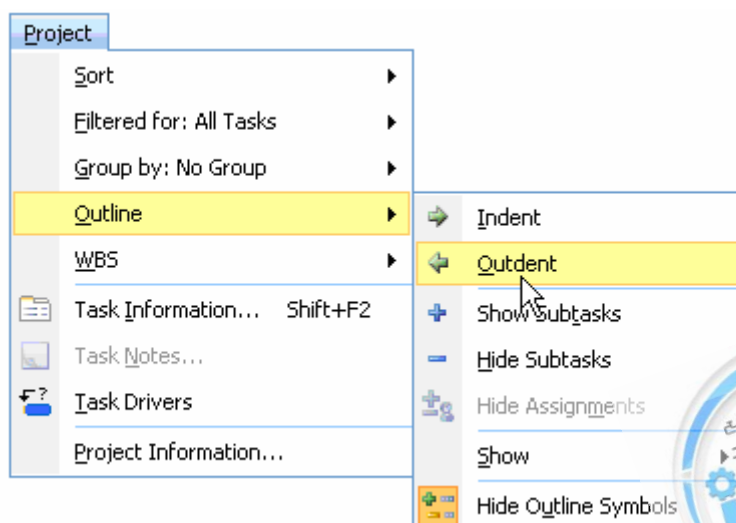 Project
Sort
Filtered for: All Tasks
Group by: No Group
Outline
WBS
Task Information... Shift+F2
Task Notes...
Task Drivers
Project Information...
Indent
Outdent
Show Subtasks
Hide Subtasks
Hide Assignments
Show
Hide Outline Symbols